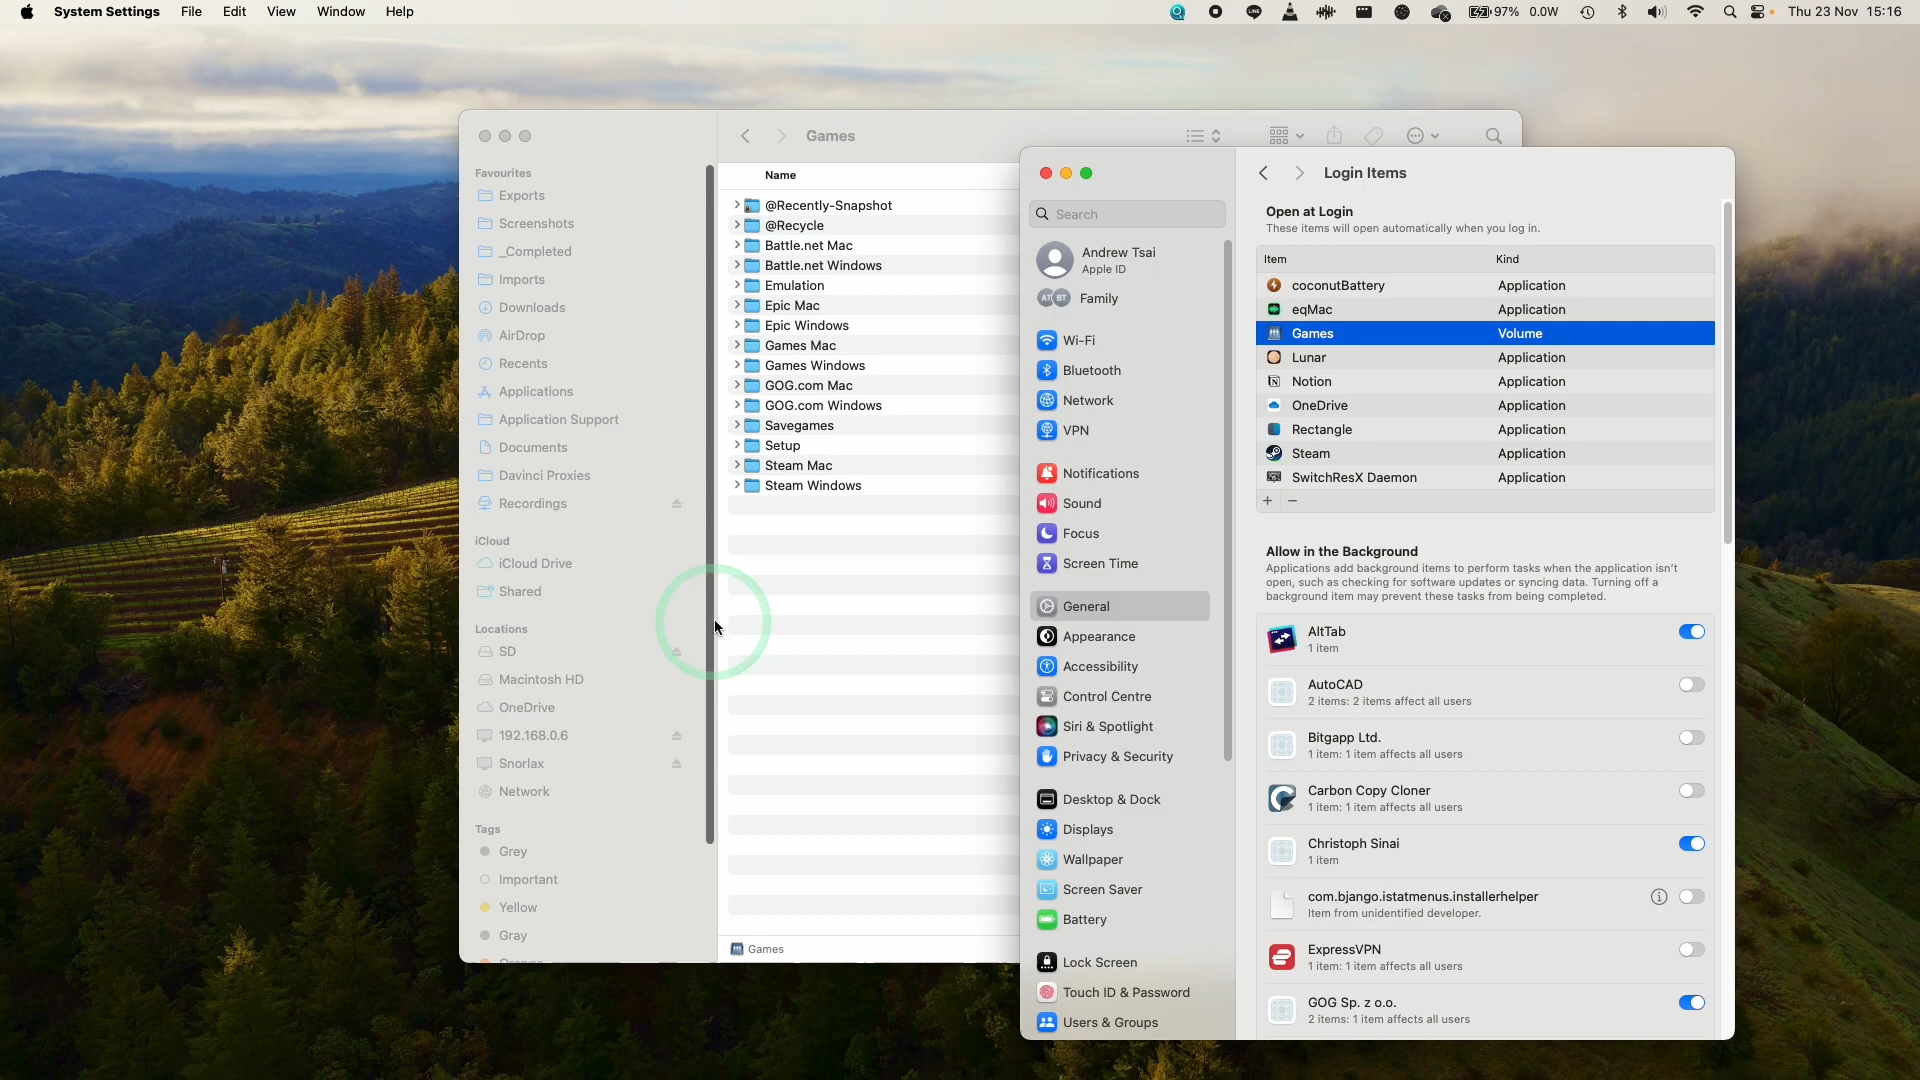 System Settings File Edit View Window Help
97% 0.0W Thu 23 Nov 15:16
Games
Favourites
Exports
Screenshots
_Completed
Imports
Downloads
AirDrop
Recents
Applications
Application Support
Documents
Davinci Proxies
Recordings
iCloud
iCloud Drive
Shared
Locations
SD
Macintosh HD
OneDrive
192.168.0.6
Snorlax
Network
Tags
Grey
Important
Yellow
Gray
Orange
Name
@Recently-Snapshot
@Recycle
Battle.net Mac
Battle.net Windows
Emulation
Epic Mac
Epic Windows
Games Mac
Games Windows
GOG.com Mac
GOG.com Windows
Savegames
Setup
Steam Mac
Steam Windows
Games
Search
Andrew Tsai
Apple ID
AT BT Family
Wi-Fi
Bluetooth
Network
VPN
Notifications
Sound
Focus
Screen Time
General
Appearance
Accessibility
Control Centre
Siri & Spotlight
Privacy & Security
Desktop & Dock
Displays
Wallpaper
Screen Saver
Battery
Lock Screen
Touch ID & Password
Users & Groups
Login Items
Open at Login
These items will open automatically when you log in.
Item Kind
coconutBattery Application
eqMac Application
Games Volume
Lunar Application
Notion Application
OneDrive Application
Rectangle Application
Steam Application
SwitchResX Daemon Application
Allow in the Background
Applications add background items to perform tasks when the application isn't
open, such as checking for software updates or syncing data. Turning off a
background item may prevent these tasks from being completed.
AltTab
1 item
AutoCAD
2 items: 2 items affect all users
Bitgapp Ltd.
1 item: 1 item affects all users
Carbon Copy Cloner
1 item: 1 item affects all users
Christoph Sinai
1 item
com.bjango.istatmenus.installerhelper
Item from unidentified developer.
ExpressVPN
1 item: 1 item affects all users
GOG Sp. z o.o.
2 items: 1 item affects all users